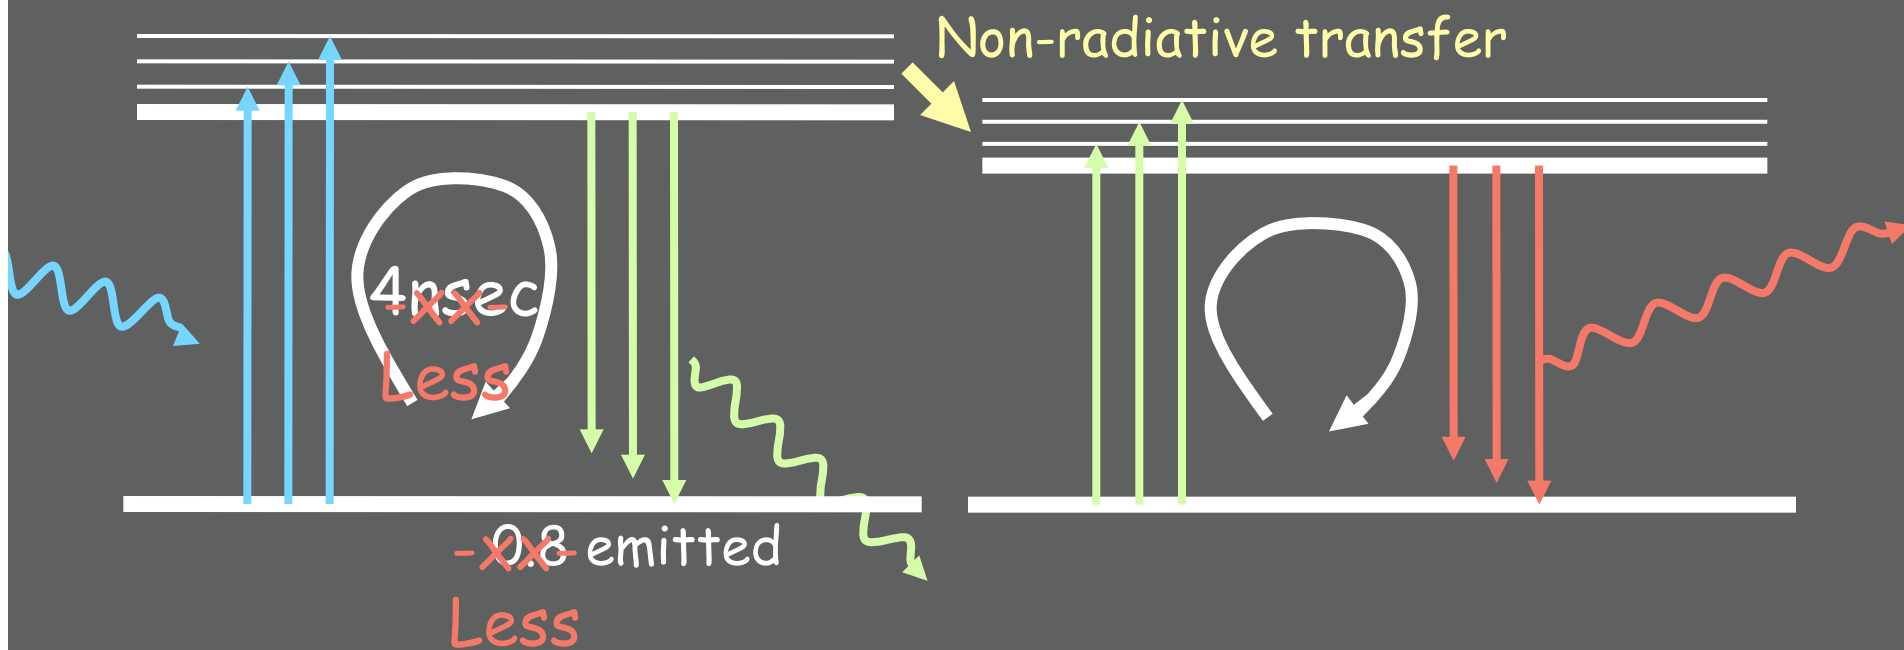 Non-radiative transfer
4nsec
-xx-
Less
0.8 emitted
-xx-
Less